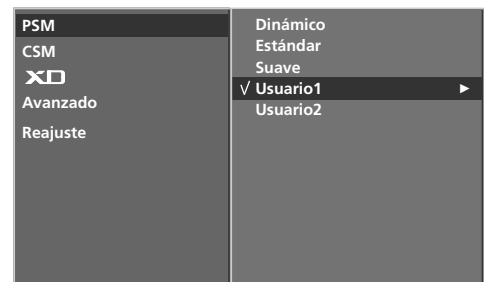 PSM
CSM
XD
Avanzado
Reajuste
Dinámico
Estándar
Suave
√ Usuario1 ►
Usuario2